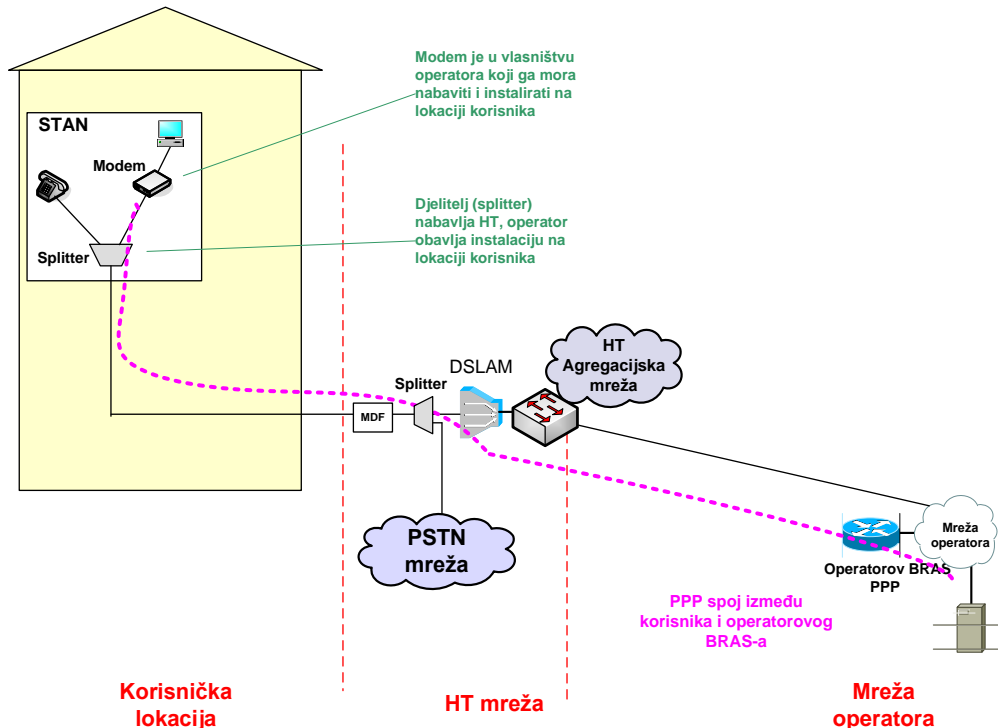 Modem je u vlasništvu
operatora koji ga mora
nabaviti i instalirati na
lokaciji korisnika
STAN
Modem
Djelitelj (splitter)
nabavlja HT, operator
obavlja instalaciju na
lokaciji korisnika
Splitter
HT
Agregacijska
mreža
DSLAM
Splitter
MDF
PSTN
mreža
Mreža
operatora
Operatorov BRAS
PPP
PPP spoj između
korisnika i operatorovog
BRAS-a
Korisnička
lokacija
HT mreža
Mreža
operatora